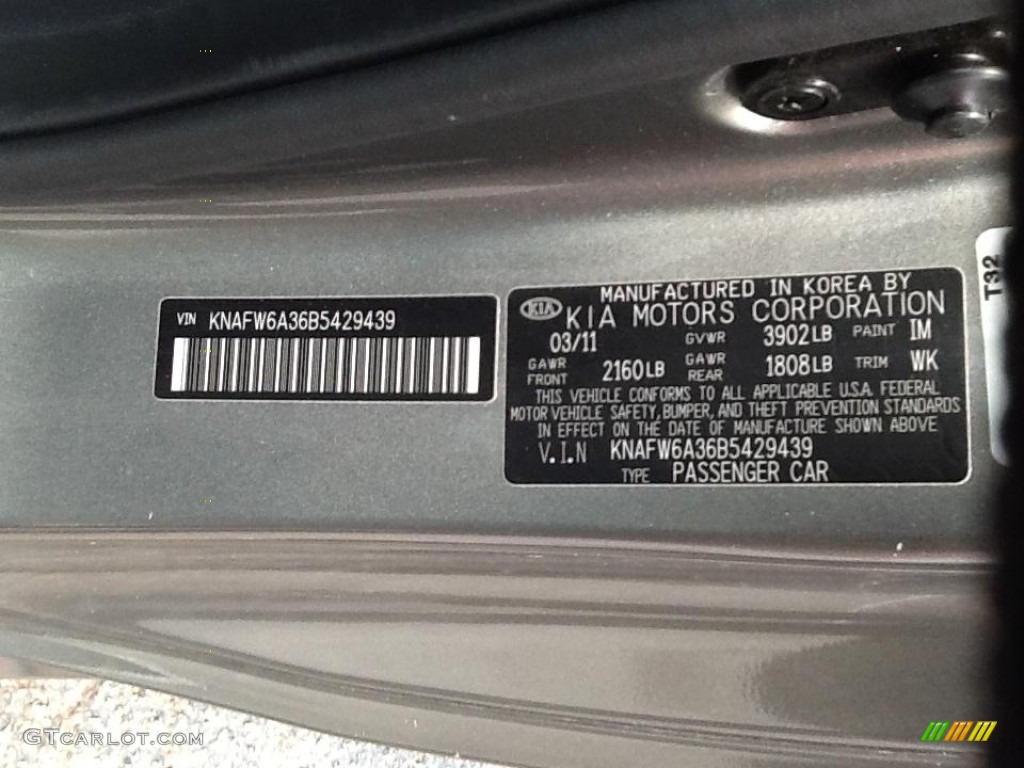 VIN KNAFW6A36B5429439
KIA
MANUFACTURED IN KOREA BY
KIA MOTORS CORPORATION
03/11 GVWR 3902LB PAINT IM
GAWR FRONT 2160LB GAWR REAR 1808LB TRIM WK
THIS VEHICLE CONFORMS TO ALL APPLICABLE U.S.A. FEDERAL
MOTOR VEHICLE SAFETY, BUMPER, AND THEFT PREVENTION STANDARDS
IN EFFECT ON THE DATE OF MANUFACTURE SHOWN ABOVE
V.I.N KNAFW6A36B5429439
TYPE PASSENGER CAR
T32
GTCARLOT.COM